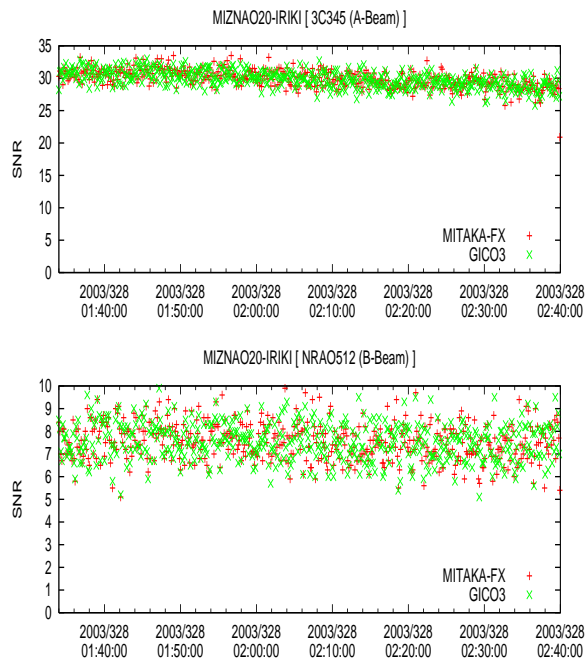 MIZNAO20-IRIKI [ 3C345 (A-Beam) ]
35
30
25
20
15
10
5
0
SNR
MITAKA-FX
GICO3
2003/328 2003/328 2003/328 2003/328 2003/328 2003/328 2003/328
01:40:00 01:50:00 02:00:00 02:10:00 02:20:00 02:30:00 02:40:00
MIZNAO20-IRIKI [ NRAO512 (B-Beam) ]
10
9
8
7
6
5
4
3
2
1
0
SNR
MITAKA-FX
GICO3
2003/328 2003/328 2003/328 2003/328 2003/328 2003/328 2003/328
01:40:00 01:50:00 02:00:00 02:10:00 02:20:00 02:30:00 02:40:00